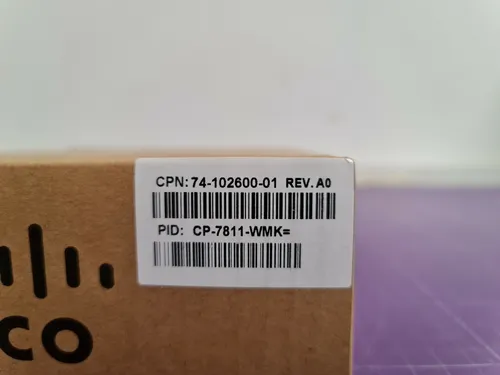 CPN: 74-102600-01 REV. A0
PID: CP-7811-WMK=
CO